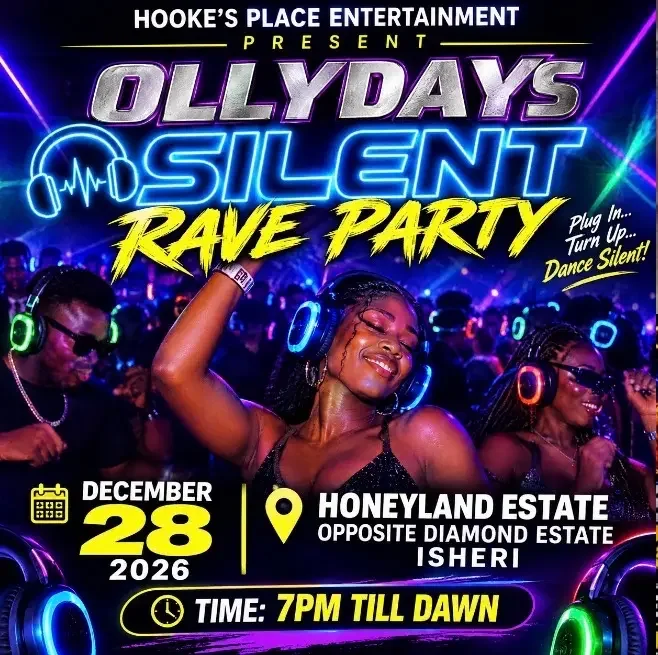 HOOKE'S PLACE ENTERTAINMENT
PRESENT
OLLYDAYS
SILENT
RAVE PARTY
Plug In...
Turn Up...
Dance Silent!
DECEMBER
28
2026
HONEYLAND ESTATE
OPPOSITE DIAMOND ESTATE
ISHERI
TIME: 7PM TILL DAWN